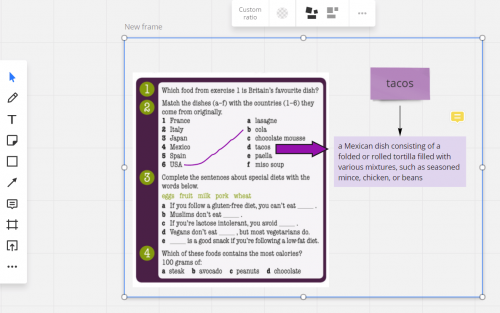 Custom
ratio
New frame
1 Which food from exercise 1 is Britain's favourite dish?
2 Match the dishes (a–f) with the countries (1–6) they
come from originally.
1 France a lasagne
2 Italy b cola
3 Japan c chocolate mousse
4 Mexico d tacos
5 Spain e paella
6 USA f miso soup
3 Complete the sentences about special diets with the
words below.
eggs fruit milk pork wheat
a If you follow a gluten-free diet, you can't eat _____ .
b Muslims don't eat _____ .
c If you're lactose intolerant, you avoid _____ .
d Vegans don't eat _____ , but most vegetarians do.
e _____ is a good snack if you're following a low-fat diet.
4 Which of these foods contains the most calories?
100 grams of:
a steak b avocado c peanuts d chocolate
tacos
a Mexican dish consisting of a
folded or rolled tortilla filled with
various mixtures, such as seasoned
mince, chicken, or beans